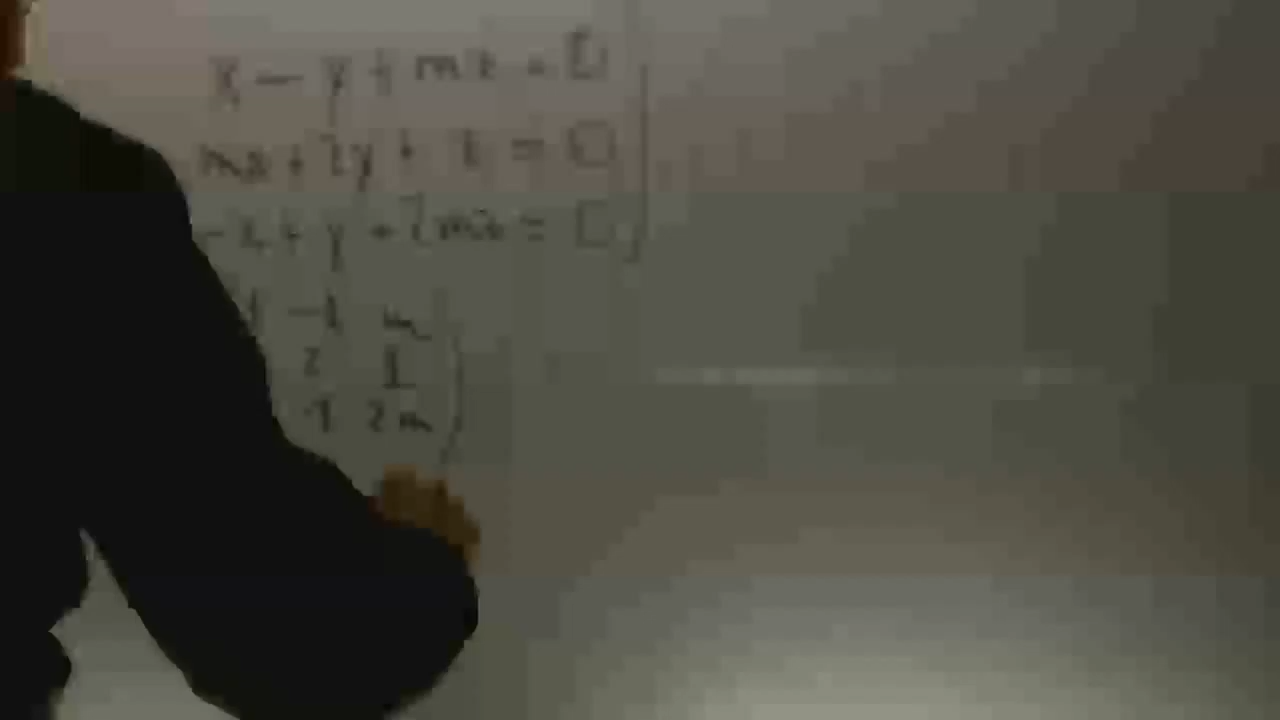 x - y + mz = 0
mx + 2y + z = 0
-x + y + 2mz = 0
1 -1 m
2 1
1 2m